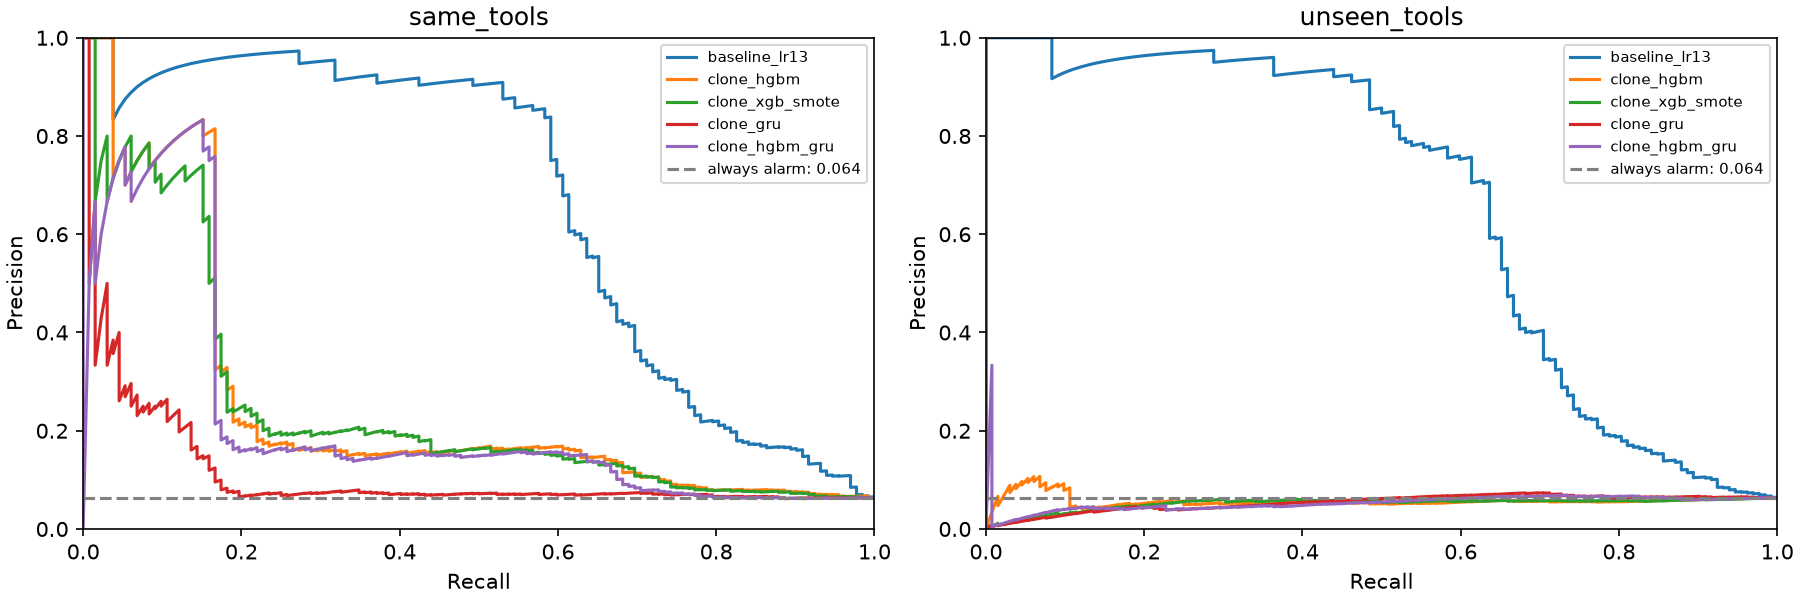 same_tools
1.0
0.8
0.6
0.4
0.2
0.0
Precision
0.0 0.2 0.4 0.6 0.8 1.0
Recall
baseline_lr13
clone_hgbm
clone_xgb_smote
clone_gru
clone_hgbm_gru
always alarm: 0.064
unseen_tools
1.0
0.8
0.6
0.4
0.2
0.0
Precision
0.0 0.2 0.4 0.6 0.8 1.0
Recall
baseline_lr13
clone_hgbm
clone_xgb_smote
clone_gru
clone_hgbm_gru
always alarm: 0.064